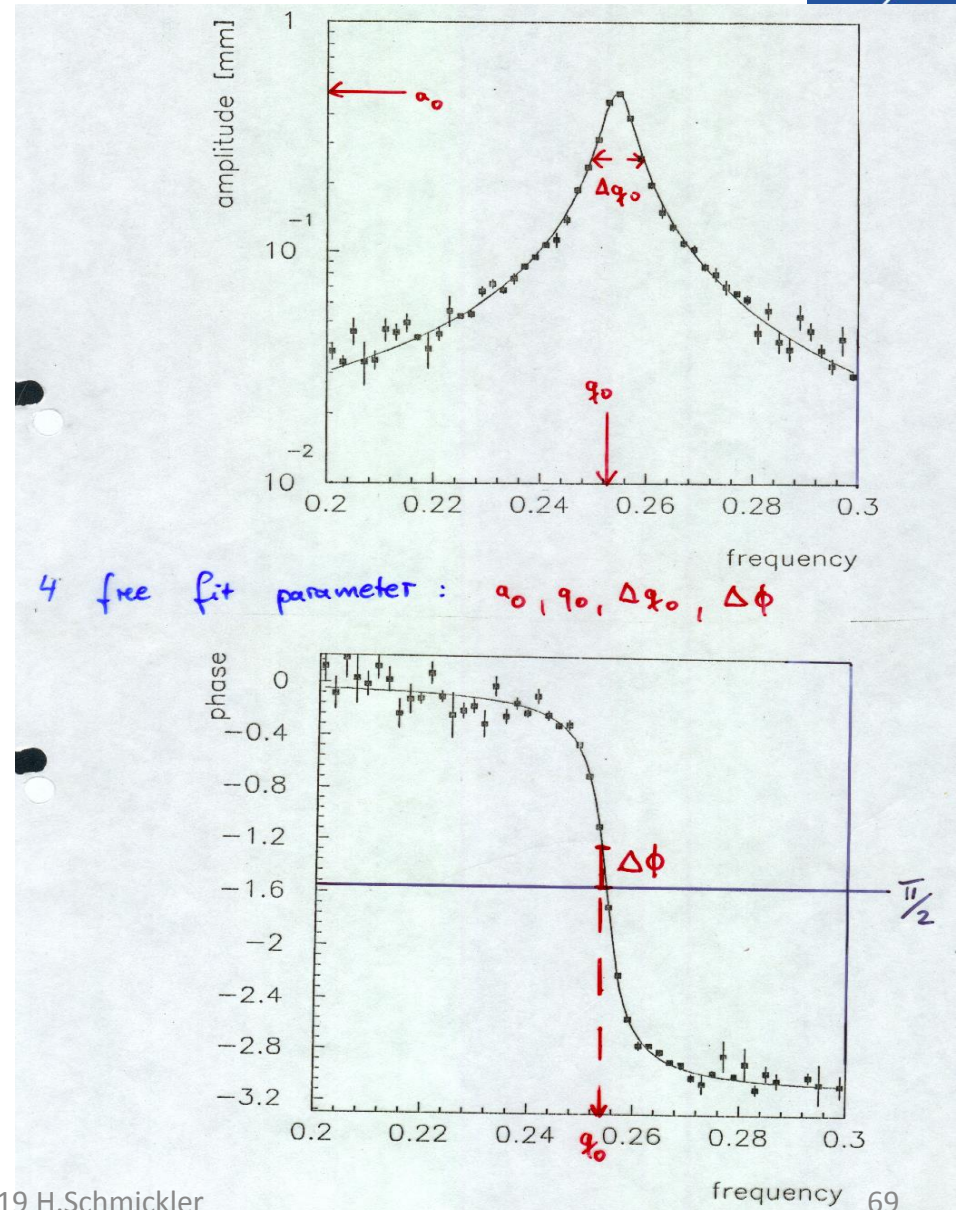 1
amplitude [mm]
a₀
Δq₀
10⁻¹
q₀
10⁻²
0.2 0.22 0.24 0.26 0.28 0.3
frequency
4 free fit parameter : a₀, q₀, Δq₀, Δϕ
phase
0
−0.4
−0.8
−1.2
Δϕ
−1.6
π/2
−2
−2.4
−2.8
−3.2
0.2 0.22 0.24 0.26 0.28 0.3
q₀
frequency
19 H.Schmickler 69